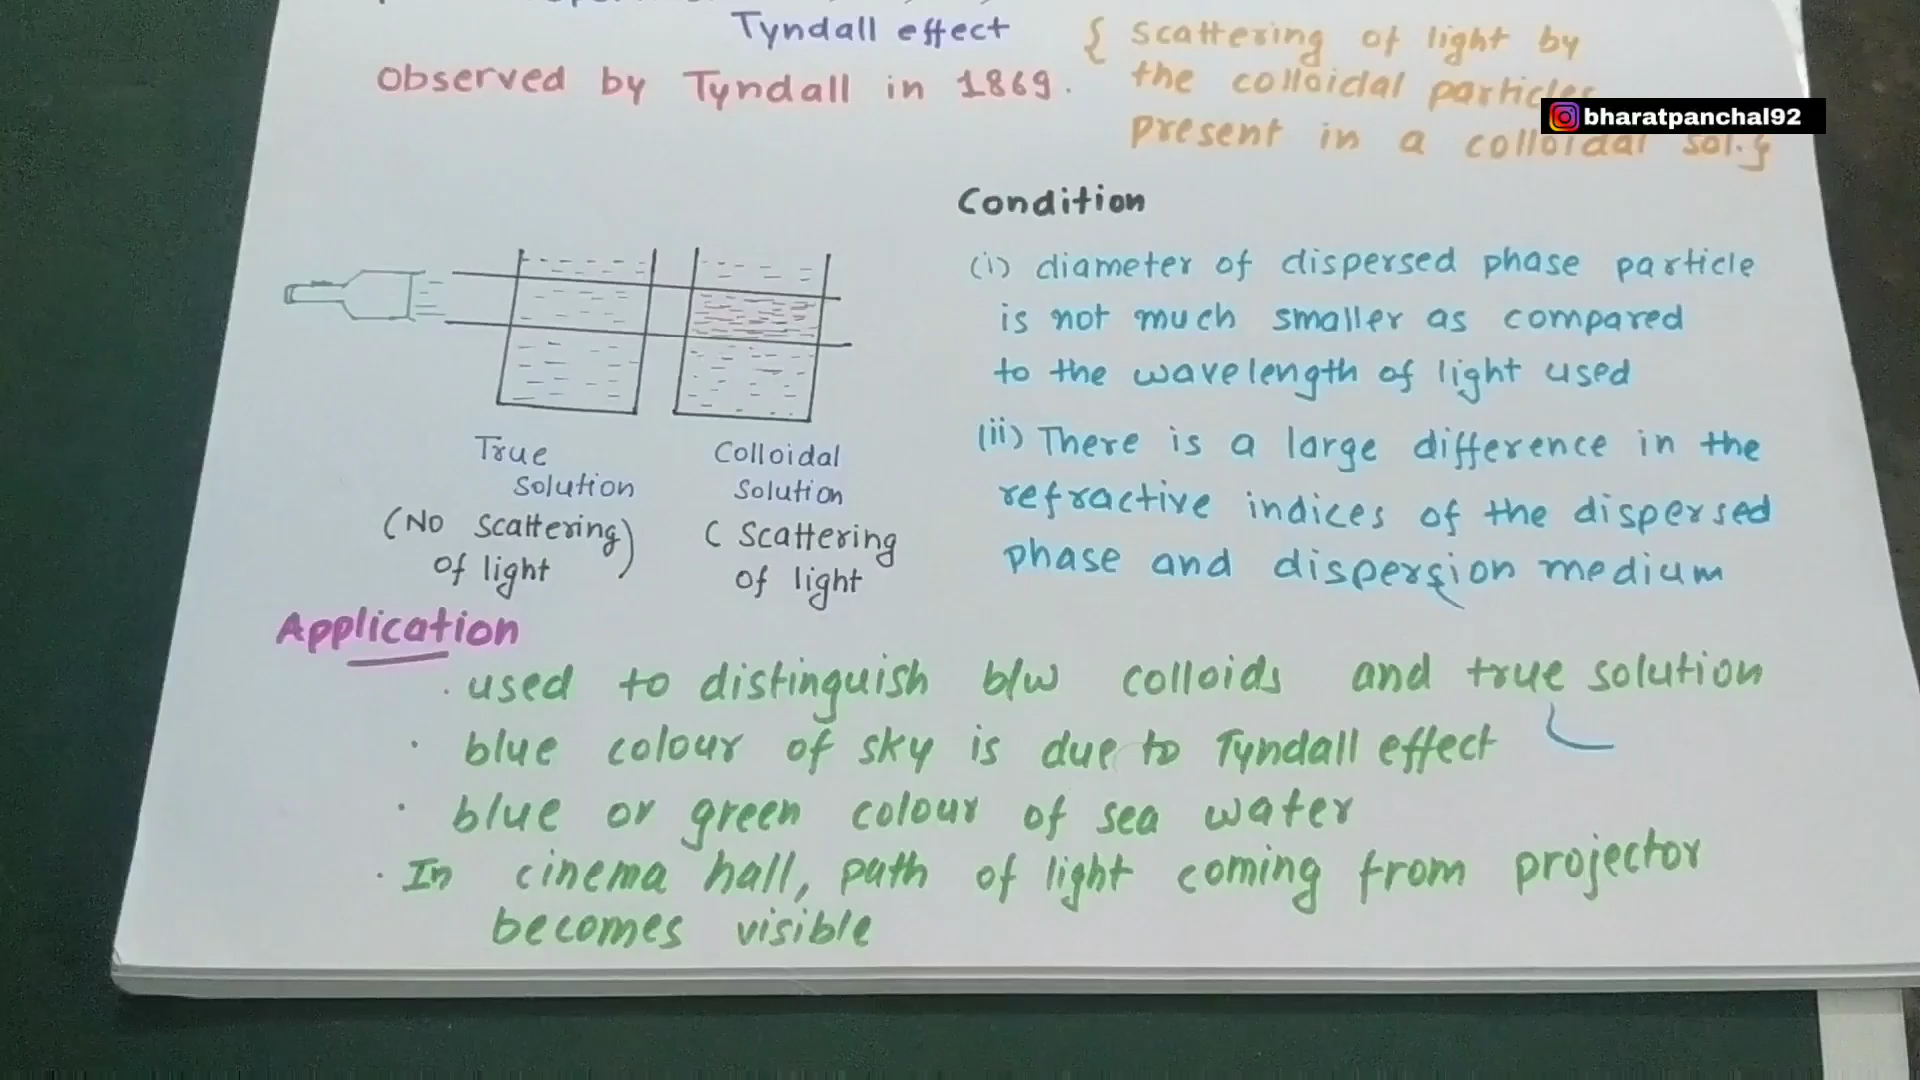 Tyndall effect
Observed by Tyndall in 1869.
{ scattering of light by
the colloidal particles
present in a colloidal sol.}
bharatpanchal92
Condition
(i) diameter of dispersed phase particle
is not much smaller as compared
to the wavelength of light used
(ii) There is a large difference in the
refractive indices of the dispersed
phase and dispersion medium
True
Solution
(No scattering)
of light
Colloidal
Solution
( Scattering
of light
Application
. used to distinguish b/w colloids and true solution
. blue colour of sky is due to Tyndall effect
. blue or green colour of sea water
. In cinema hall, path of light coming from projector
becomes visible